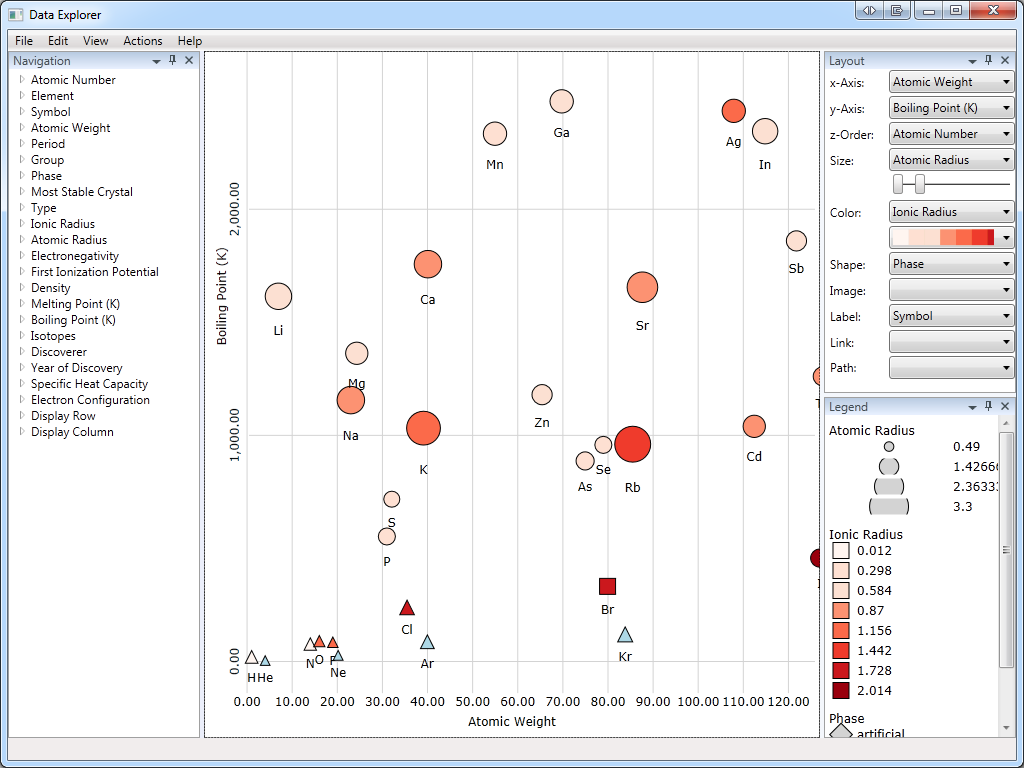 Data Explorer
File Edit View Actions Help
Navigation
Atomic Number
Element
Symbol
Atomic Weight
Period
Group
Phase
Most Stable Crystal
Type
Ionic Radius
Atomic Radius
Electronegativity
First Ionization Potential
Density
Melting Point (K)
Boiling Point (K)
Isotopes
Discoverer
Year of Discovery
Specific Heat Capacity
Electron Configuration
Display Row
Display Column
Boiling Point (K)
2,000.00
1,000.00
0.00
Ga
Mn
Ag
In
Sb
Ca
Sr
Li
Mg
Na
Zn
K
Cd
Se
As
Rb
S
P
Br
Cl
Kr
N
O
F
Ar
H
He
Ne
0.00 10.00 20.00 30.00 40.00 50.00 60.00 70.00 80.00 90.00 100.00 110.00 120.00
Atomic Weight
Layout
x-Axis: Atomic Weight
y-Axis: Boiling Point (K)
z-Order: Atomic Number
Size: Atomic Radius
Color: Ionic Radius
Shape: Phase
Image:
Label: Symbol
Link:
Path:
Legend
Atomic Radius
0.49
1.4266
2.3633
3.3
Ionic Radius
0.012
0.298
0.584
0.87
1.156
1.442
1.728
2.014
Phase
artificial